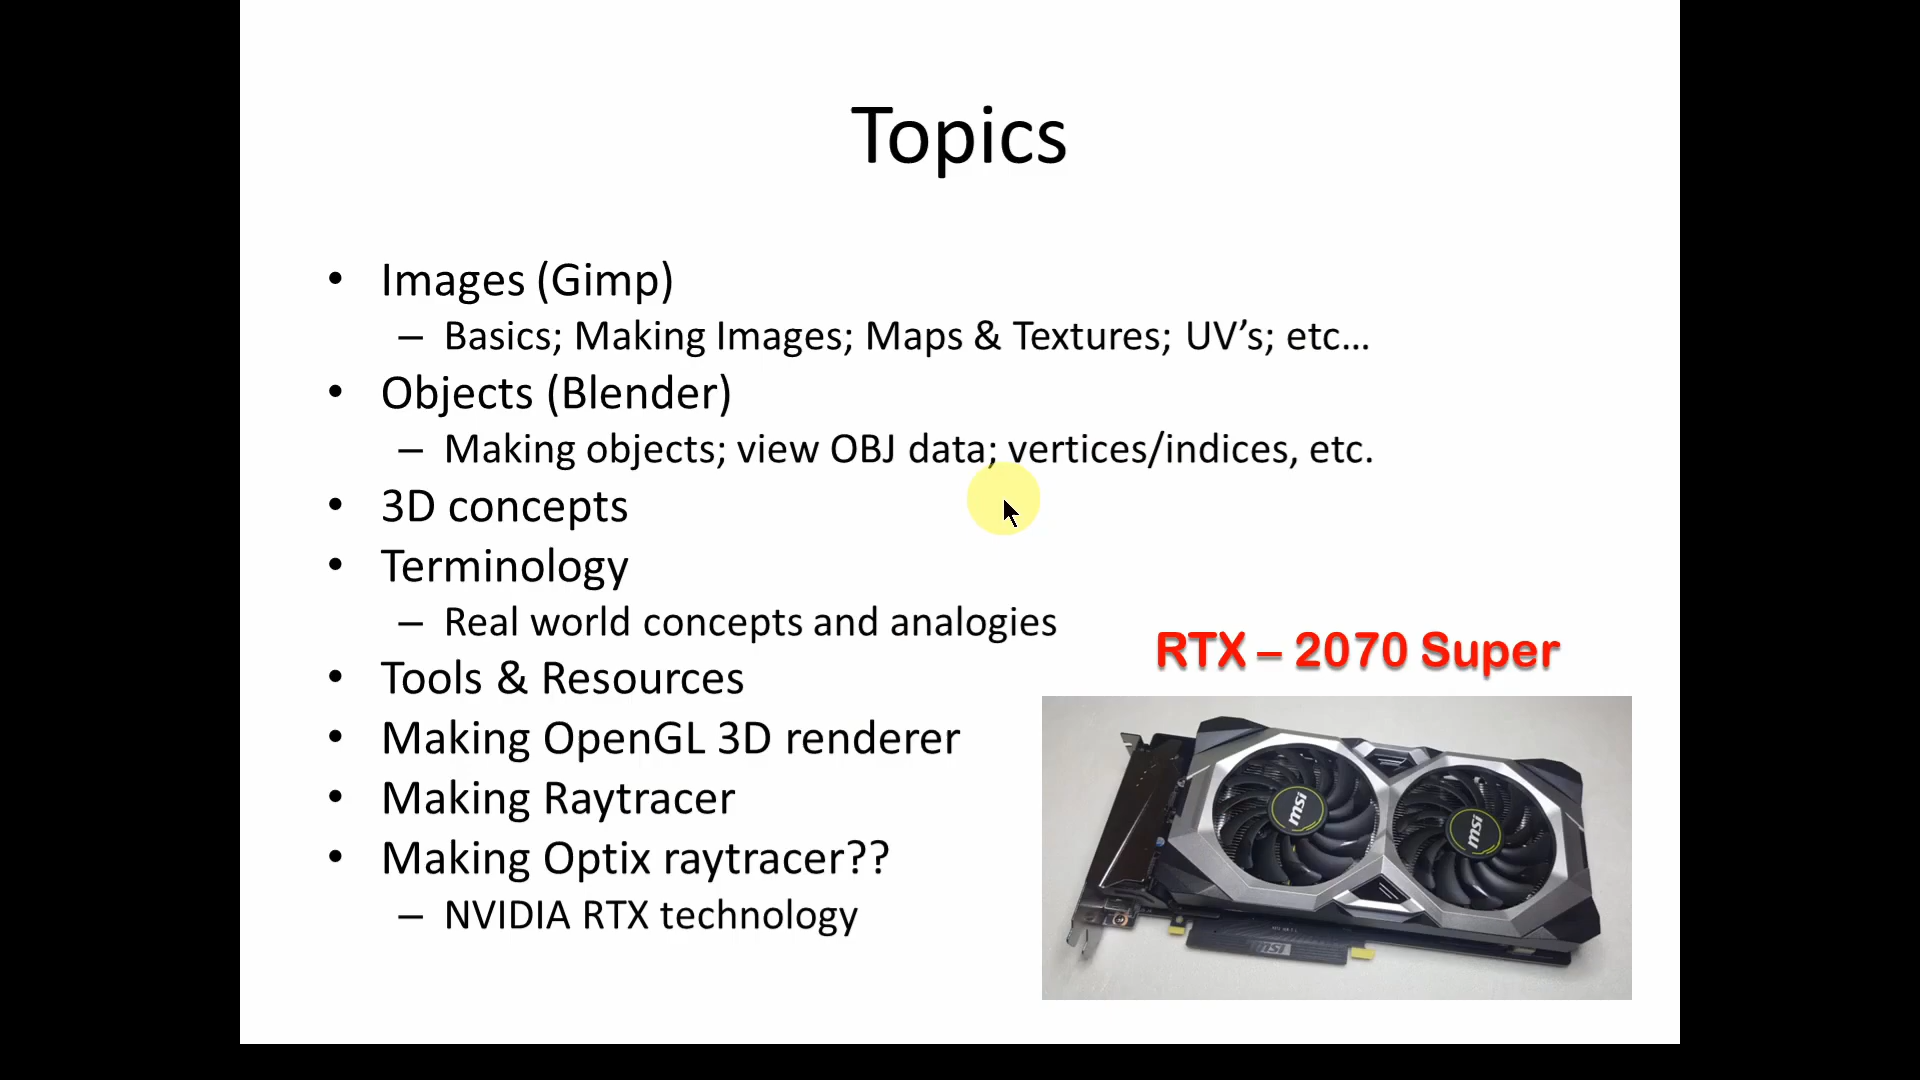 Topics
• Images (Gimp)
– Basics; Making Images; Maps & Textures; UV’s; etc…
• Objects (Blender)
– Making objects; view OBJ data; vertices/indices, etc.
• 3D concepts
• Terminology
– Real world concepts and analogies
• Tools & Resources
• Making OpenGL 3D renderer
• Making Raytracer
• Making Optix raytracer??
– NVIDIA RTX technology
RTX – 2070 Super
msi
msi
msi